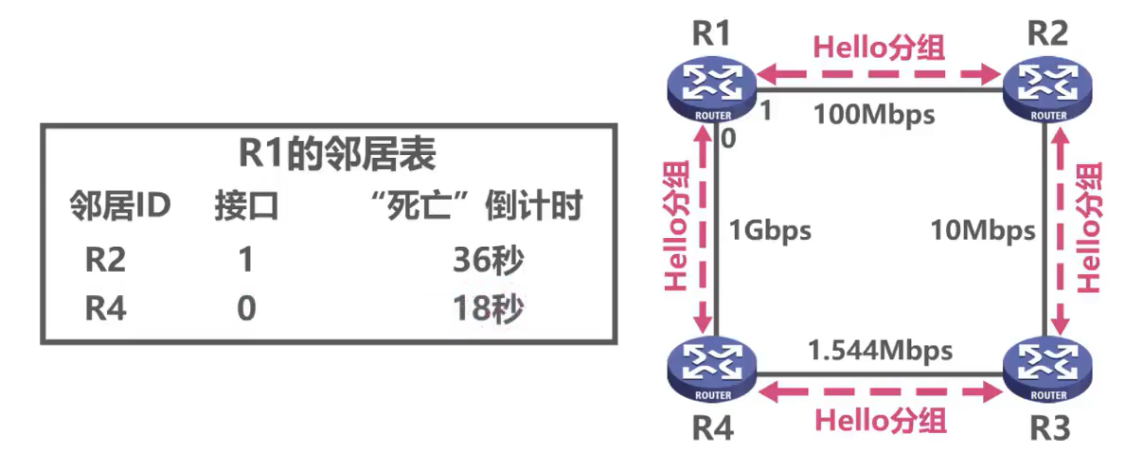 R1的邻居表
邻居ID 接口 “死亡”倒计时
R2 1 36秒
R4 0 18秒
R1 Hello分组 R2
ROUTER 1 100Mbps ROUTER
0
Hello分组 1Gbps 10Mbps Hello分组
1.544Mbps
ROUTER ROUTER
R4 Hello分组 R3